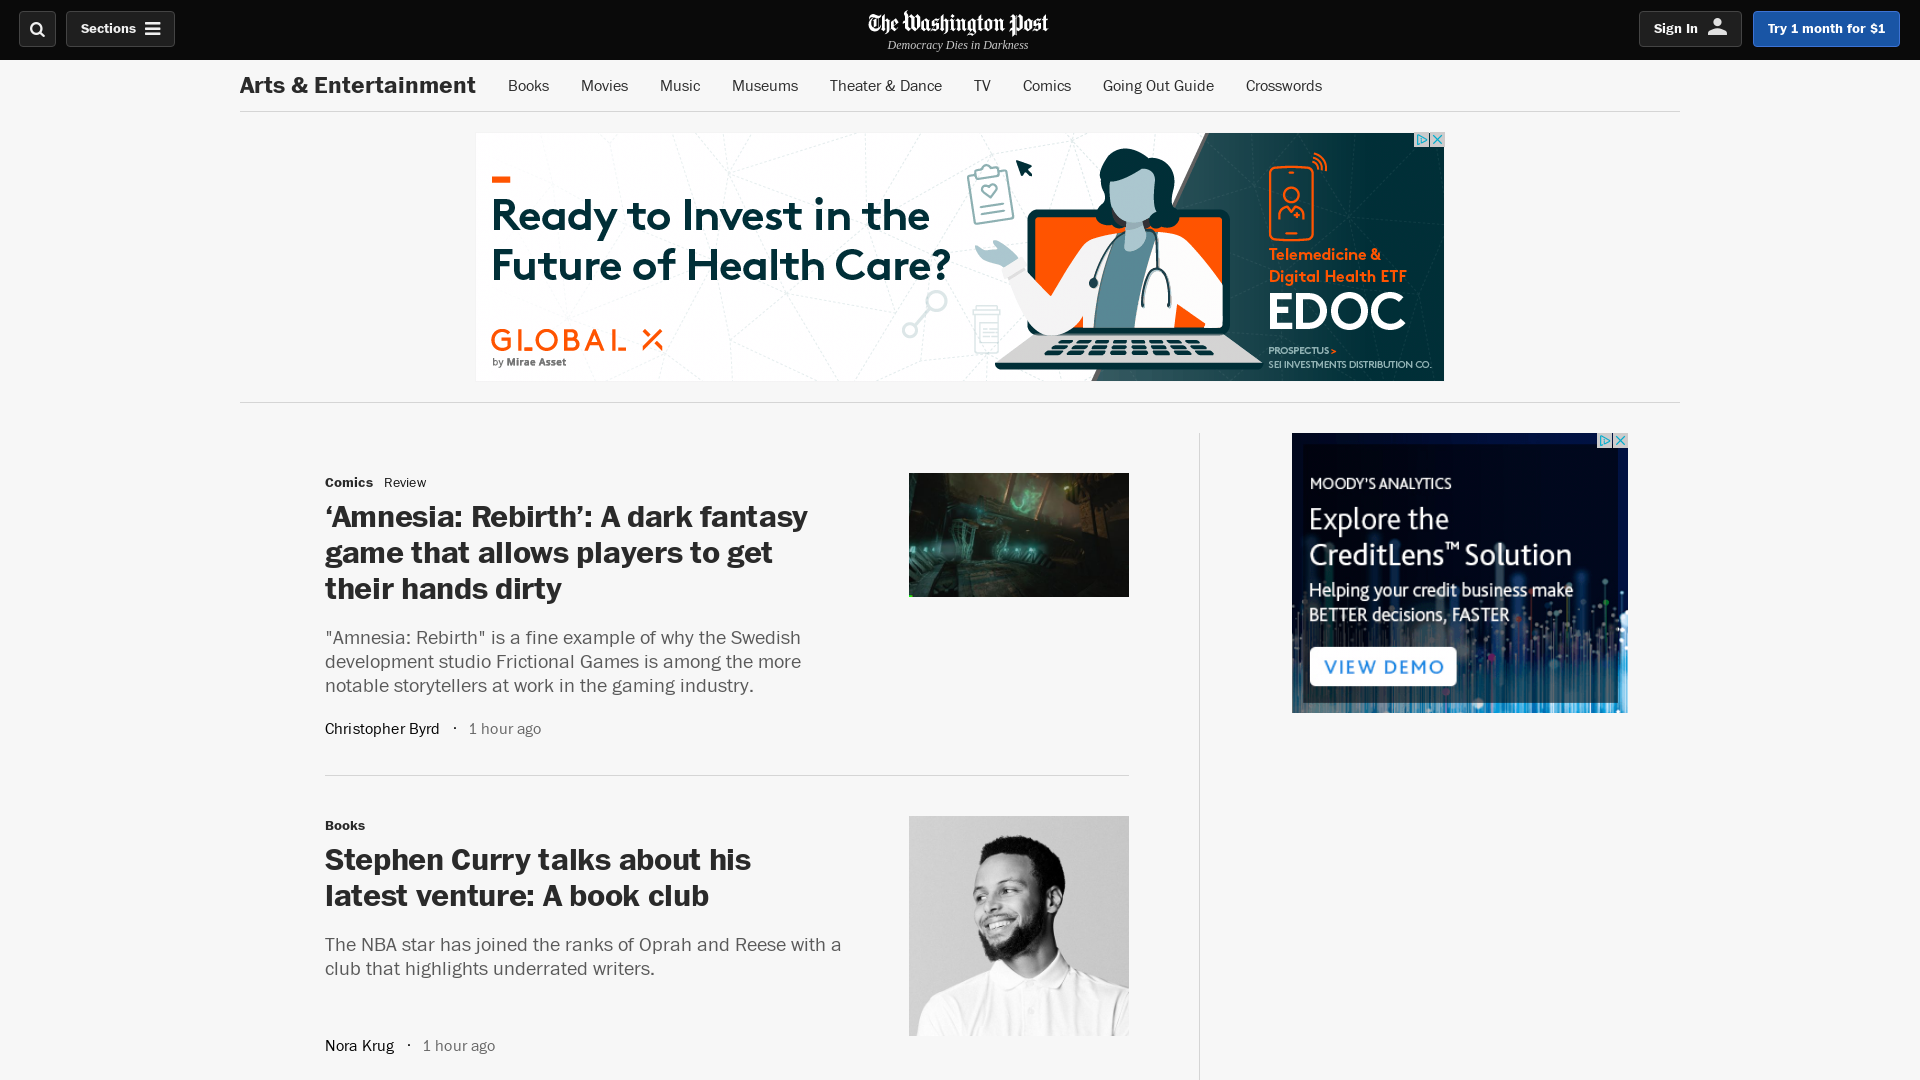 Sections
The Washington Post
Democracy Dies in Darkness
Sign In
Try 1 month for $1
Arts & Entertainment
Books
Movies
Music
Museums
Theater & Dance
TV
Comics
Going Out Guide
Crosswords
Ready to Invest in the
Future of Health Care?
GLOBAL X
by Mirae Asset
Telemedicine &
Digital Health ETF
EDOC
PROSPECTUS >
SEI INVESTMENTS DISTRIBUTION CO.
Comics Review
‘Amnesia: Rebirth’: A dark fantasy
game that allows players to get
their hands dirty
"Amnesia: Rebirth" is a fine example of why the Swedish
development studio Frictional Games is among the more
notable storytellers at work in the gaming industry.
Christopher Byrd · 1 hour ago
Books
Stephen Curry talks about his
latest venture: A book club
The NBA star has joined the ranks of Oprah and Reese with a
club that highlights underrated writers.
Nora Krug · 1 hour ago
MOODY'S ANALYTICS
Explore the
CreditLens™ Solution
Helping your credit business make
BETTER decisions, FASTER
VIEW DEMO